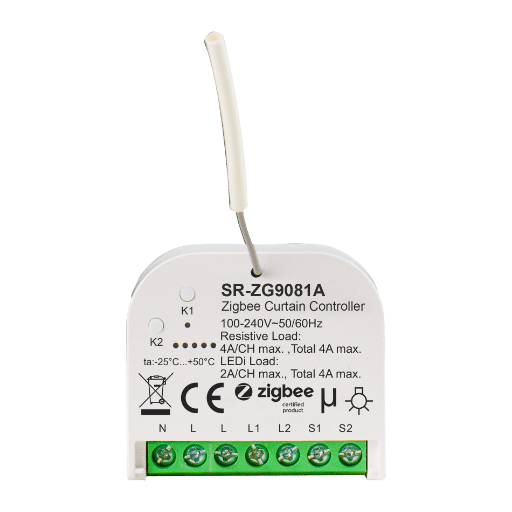 SR-ZG9081A
Zigbee Curtain Controller
K1
100-240V~50/60Hz
Resistive Load:
K2
4A/CH max. ,Total 4A max.
ta:-25°C...+50°C
LEDi Load:
2A/CH max., Total 4A max.
CE
zigbee
certified
product
μ
N L L L1 L2 S1 S2